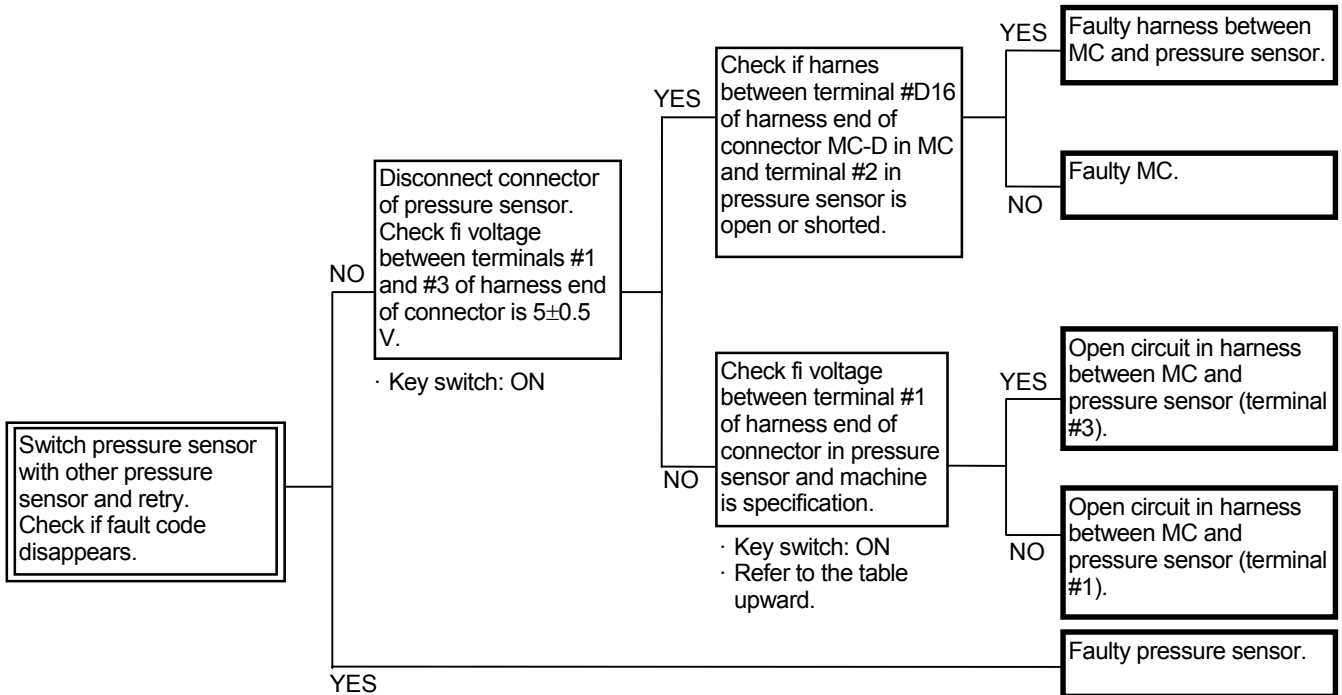 Switch pressure sensor
with other pressure
sensor and retry.
Check if fault code
disappears.
NO
Disconnect connector
of pressure sensor.
Check fi voltage
between terminals #1
and #3 of harness end
of connector is 5±0.5
V.
· Key switch: ON
YES
Check if harnes
between terminal #D16
of harness end of
connector MC-D in MC
and terminal #2 in
pressure sensor is
open or shorted.
YES
Faulty harness between
MC and pressure sensor.
NO
Faulty MC.
NO
Check fi voltage
between terminal #1
of harness end of
connector in pressure
sensor and machine
is specification.
· Key switch: ON
· Refer to the table
upward.
YES
Open circuit in harness
between MC and
pressure sensor (terminal
#3).
NO
Open circuit in harness
between MC and
pressure sensor (terminal
#1).
YES
Faulty pressure sensor.